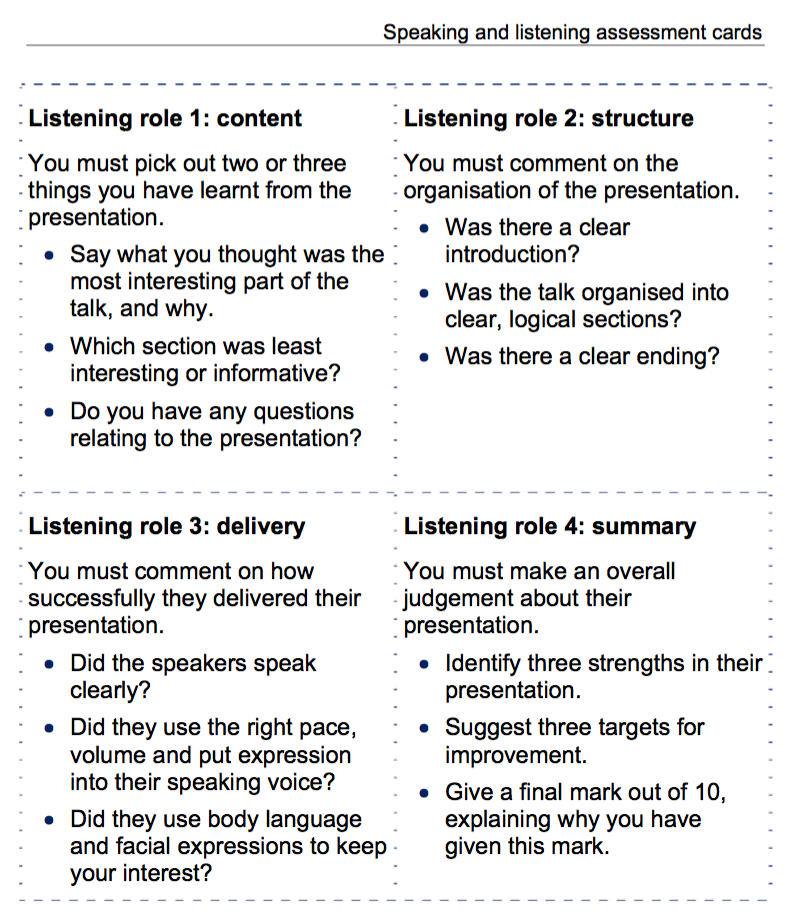 Speaking and listening assessment cards
Listening role 1: content
You must pick out two or three
things you have learnt from the
presentation.
• Say what you thought was the
most interesting part of the
talk, and why.
• Which section was least
interesting or informative?
• Do you have any questions
relating to the presentation?
Listening role 2: structure
You must comment on the
organisation of the presentation.
• Was there a clear
introduction?
• Was the talk organised into
clear, logical sections?
• Was there a clear ending?
Listening role 3: delivery
You must comment on how
successfully they delivered their
presentation.
• Did the speakers speak
clearly?
• Did they use the right pace,
volume and put expression
into their speaking voice?
• Did they use body language
and facial expressions to keep
your interest?
Listening role 4: summary
You must make an overall
judgement about their
presentation.
• Identify three strengths in their
presentation.
• Suggest three targets for
improvement.
• Give a final mark out of 10,
explaining why you have
given this mark.